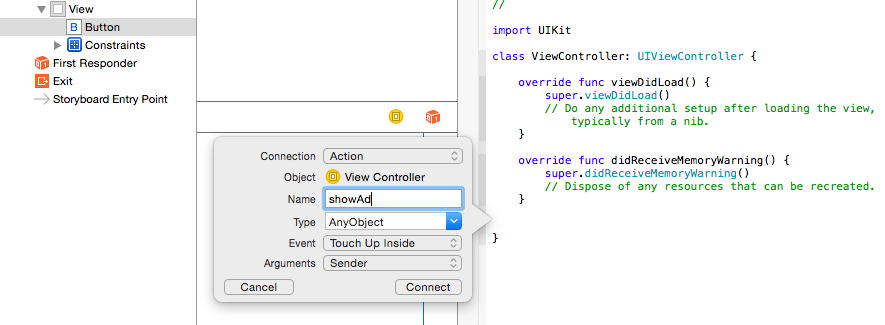 View
B Button
Constraints
First Responder
Exit
Storyboard Entry Point
Connection Action
Object View Controller
Name showAd
Type AnyObject
Event Touch Up Inside
Arguments Sender
Cancel Connect
//
import UIKit
class ViewController: UIViewController {
override func viewDidLoad() {
super.viewDidLoad()
// Do any additional setup after loading the view,
typically from a nib.
}
override func didReceiveMemoryWarning() {
super.didReceiveMemoryWarning()
// Dispose of any resources that can be recreated.
}
}